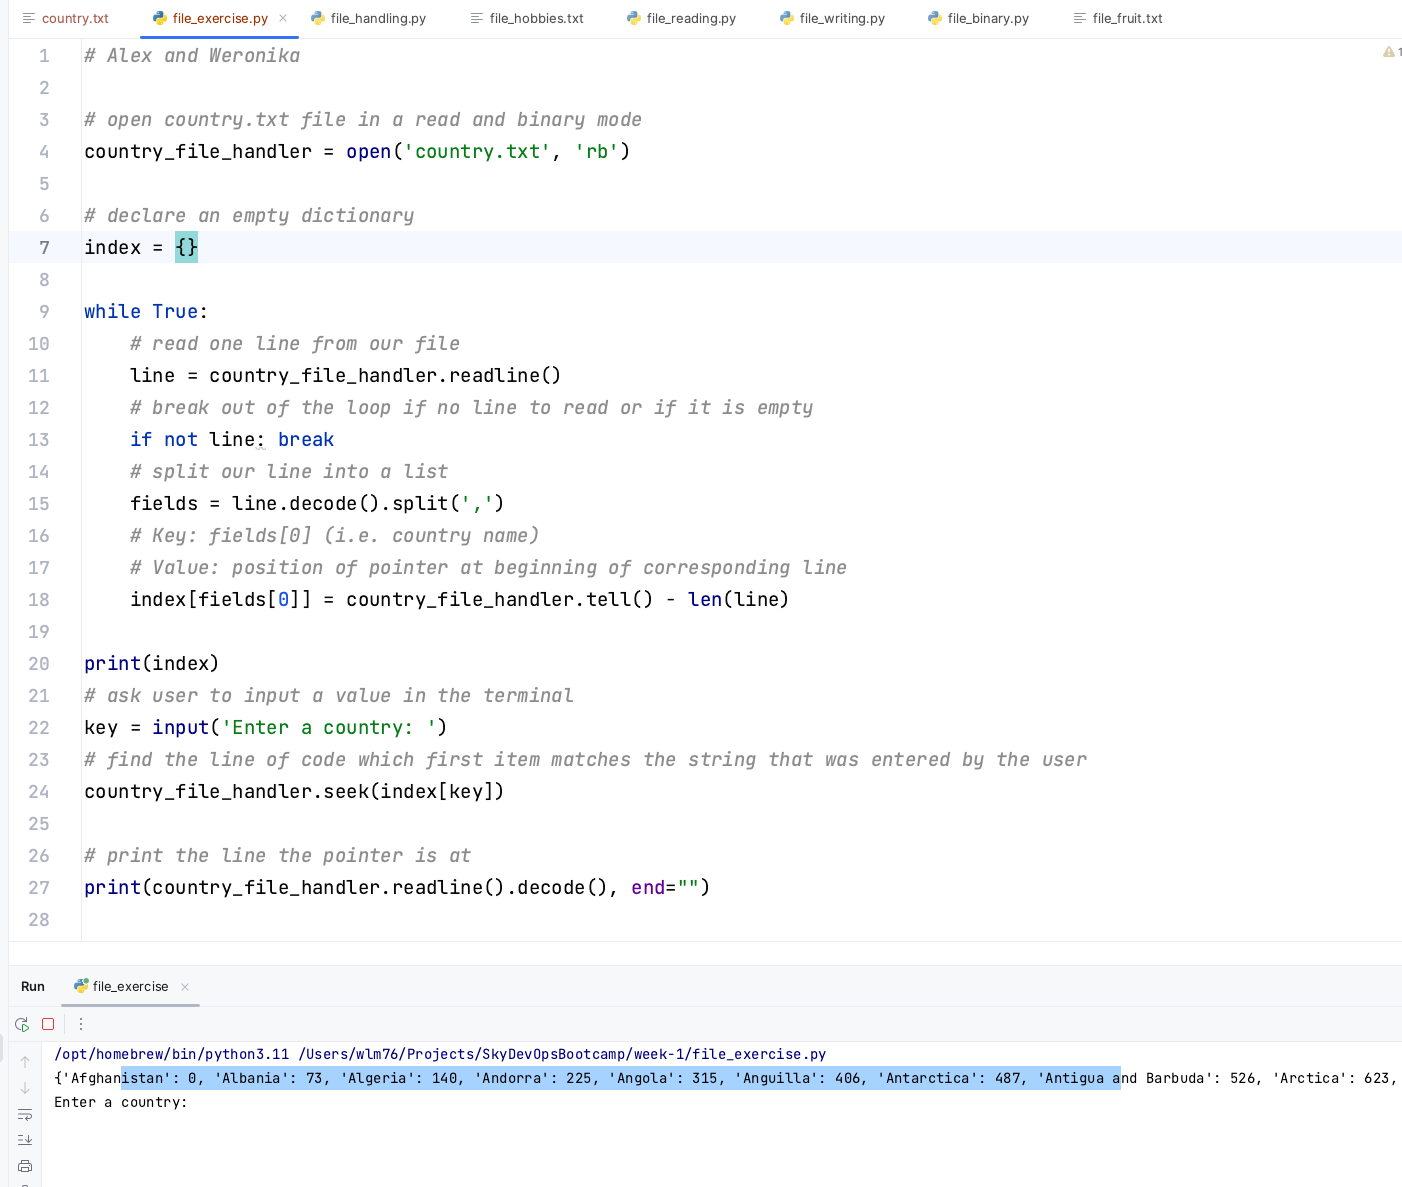 country.txt file_exercise.py file_handling.py file_hobbies.txt file_reading.py file_writing.py file_binary.py file_fruit.txt
1 # Alex and Weronika 1
2
3 # open country.txt file in a read and binary mode
4 country_file_handler = open('country.txt', 'rb')
5
6 # declare an empty dictionary
7 index = {}
8
9 while True:
10 # read one line from our file
11 line = country_file_handler.readline()
12 # break out of the loop if no line to read or if it is empty
13 if not line: break
14 # split our line into a list
15 fields = line.decode().split(',')
16 # Key: fields[0] (i.e. country name)
17 # Value: position of pointer at beginning of corresponding line
18 index[fields[0]] = country_file_handler.tell() - len(line)
19
20 print(index)
21 # ask user to input a value in the terminal
22 key = input('Enter a country: ')
23 # find the line of code which first item matches the string that was entered by the user
24 country_file_handler.seek(index[key])
25
26 # print the line the pointer is at
27 print(country_file_handler.readline().decode(), end="")
28
Run file_exercise
/opt/homebrew/bin/python3.11 /Users/wlm76/Projects/SkyDevOpsBootcamp/week-1/file_exercise.py
{'Afghanistan': 0, 'Albania': 73, 'Algeria': 140, 'Andorra': 225, 'Angola': 315, 'Anguilla': 406, 'Antarctica': 487, 'Antigua and Barbuda': 526, 'Arctica': 623,
Enter a country: